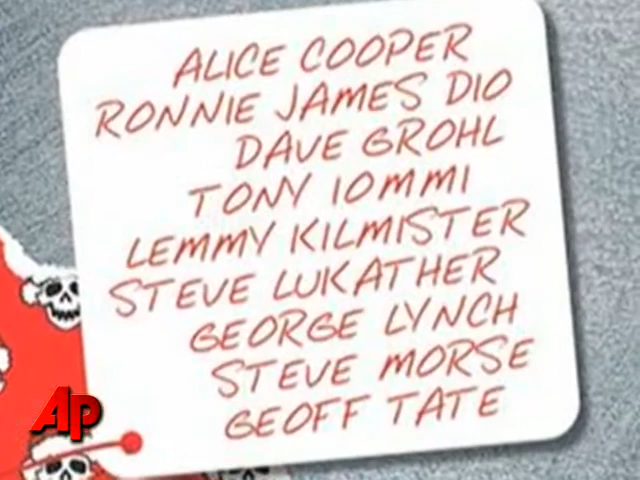 ALICE COOPER
RONNIE JAMES DIO
DAVE GROHL
TONY IOMMI
LEMMY KILMISTER
STEVE LUKATHER
GEORGE LYNCH
STEVE MORSE
GEOFF TATE
AP